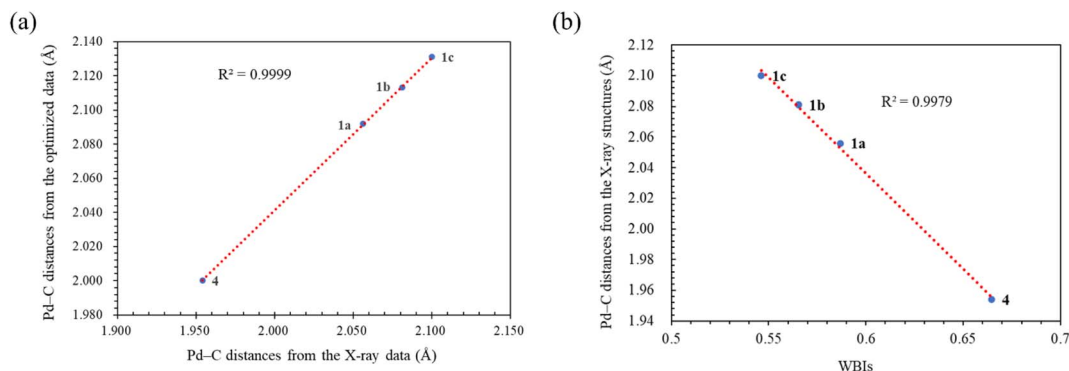 (a)
Pd–C distances from the optimized data (Å)
2.140
2.120
2.100
2.080
2.060
2.040
2.020
2.000
1.980
R² = 0.9999
1c
1b
1a
4
1.900
1.950
2.000
2.050
2.100
2.150
Pd–C distances from the X-ray data (Å)
(b)
Pd–C distances from the X-ray structures (Å)
2.12
2.10
2.08
2.06
2.04
2.02
2.00
1.98
1.96
1.94
1c
1b
R² = 0.9979
1a
4
0.5
0.55
0.6
0.65
0.7
WBIs